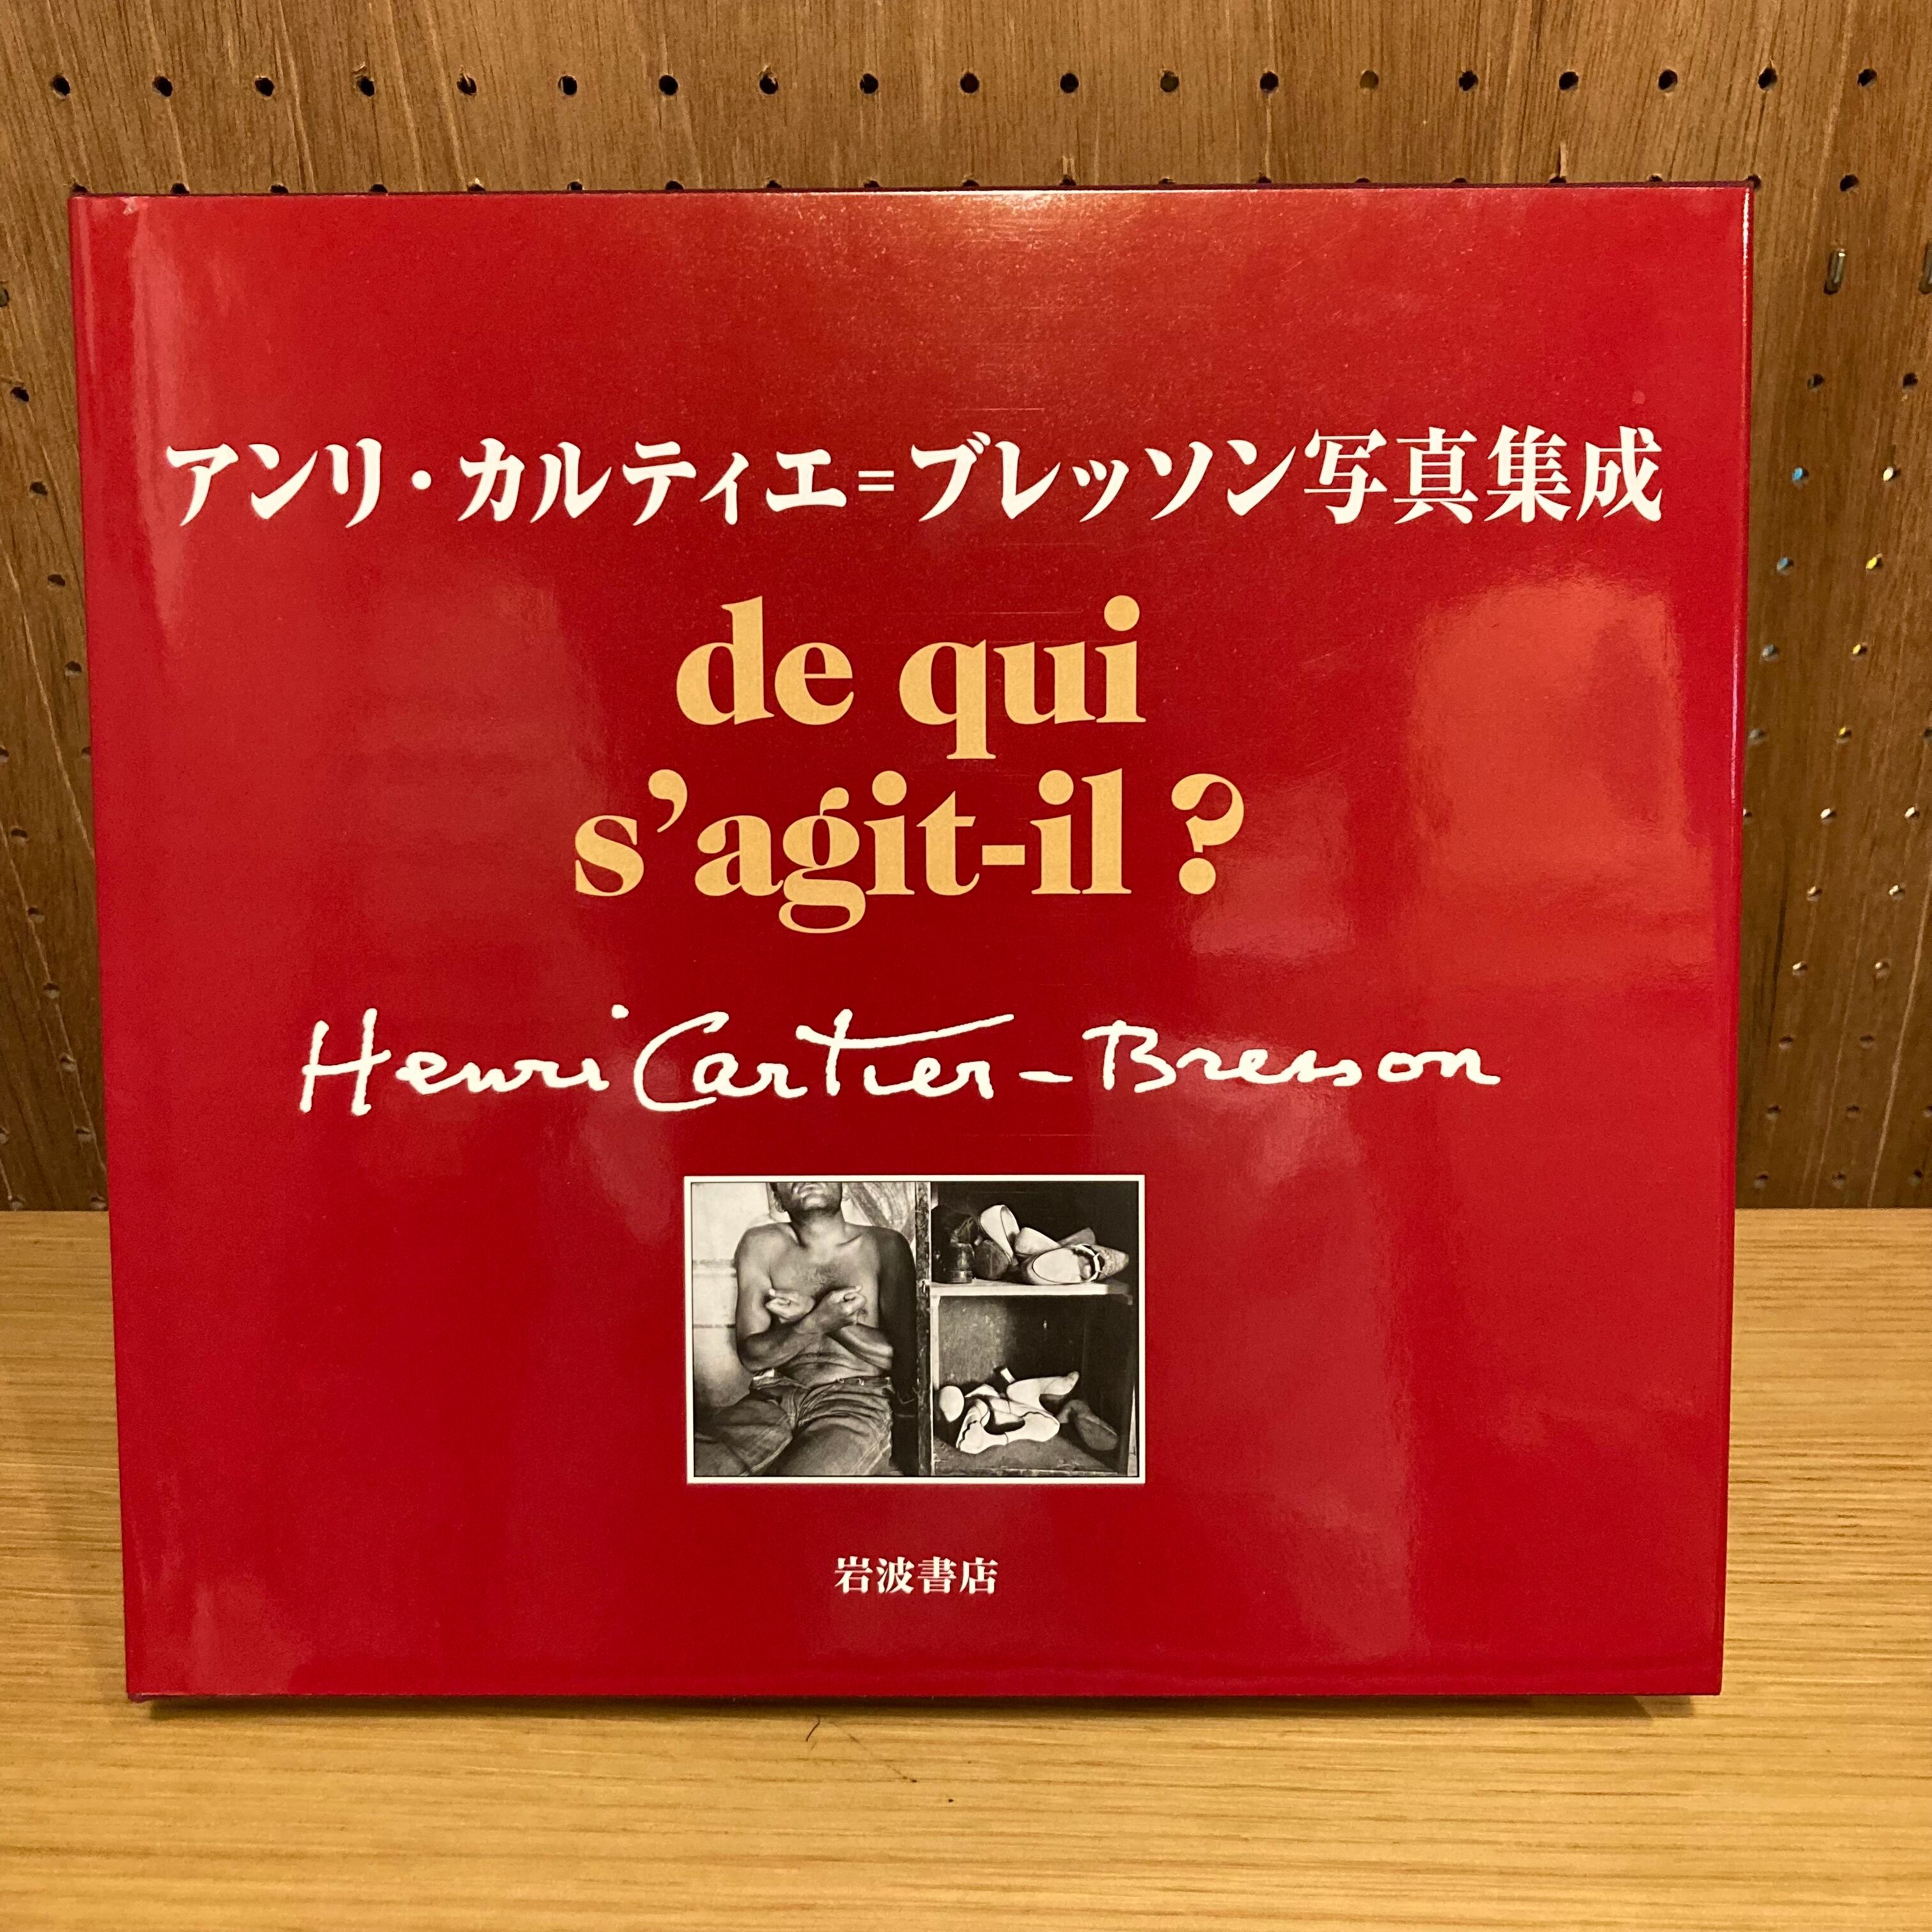 アンリ・カルティエ=ブレッソン写真集成
de qui
s’agit-il ?
Henri Cartier-Bresson
岩波書店